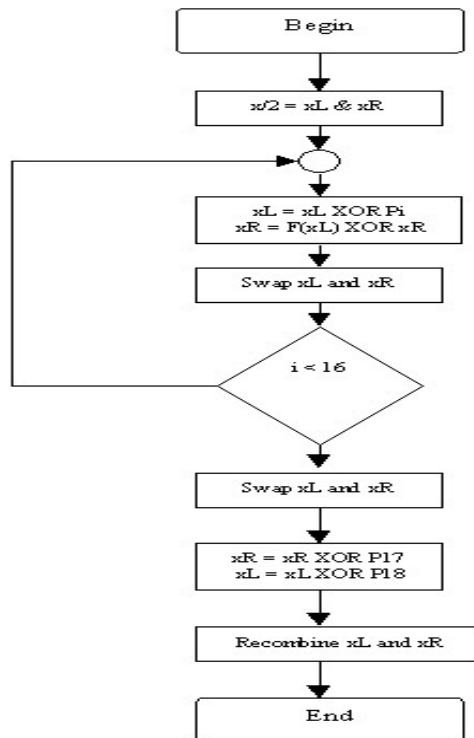 Begin
x/2 = xL & xR
xL = xL XOR Pi
xR = F(xL) XOR xR
Swap xL and xR
i < 16
Swap xL and xR
xR = xR XOR P17
xL = xL XOR P18
Recombine xL and xR
End